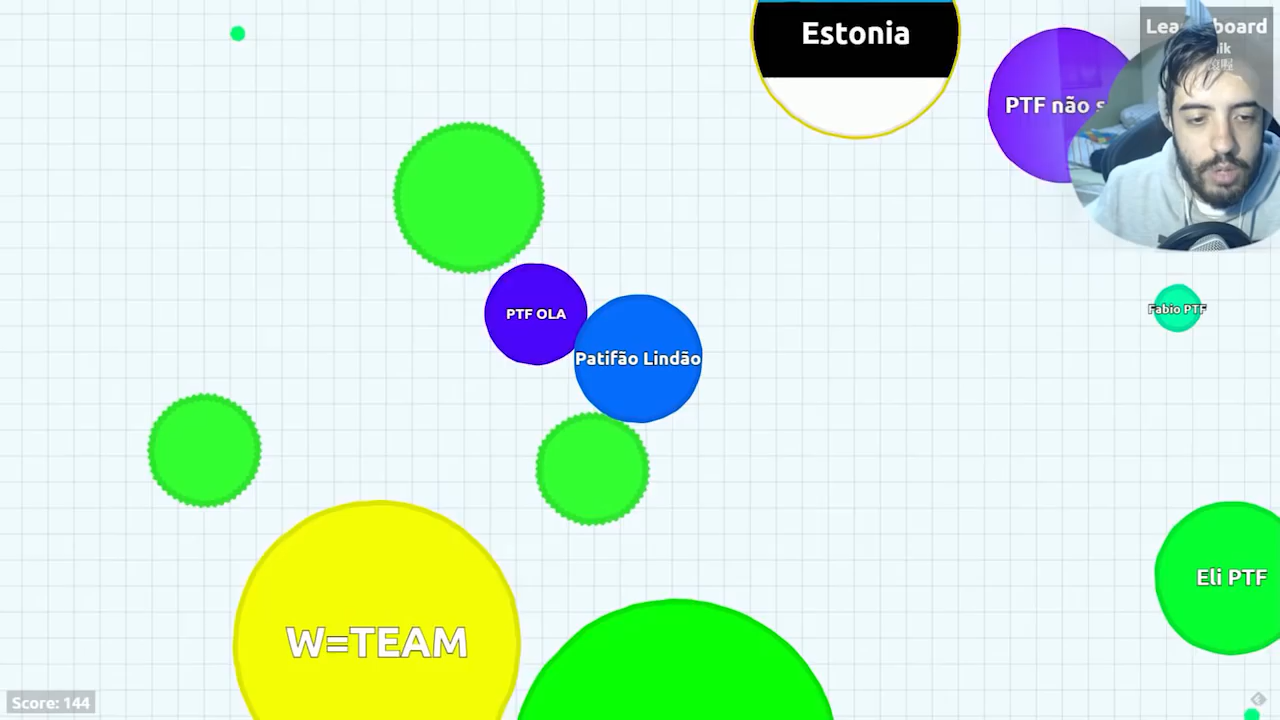 Estonia
PTF não s
PTF OLA
Patifão Lindão
Fabio PTF
Eli PTF
W=TEAM
Score: 144